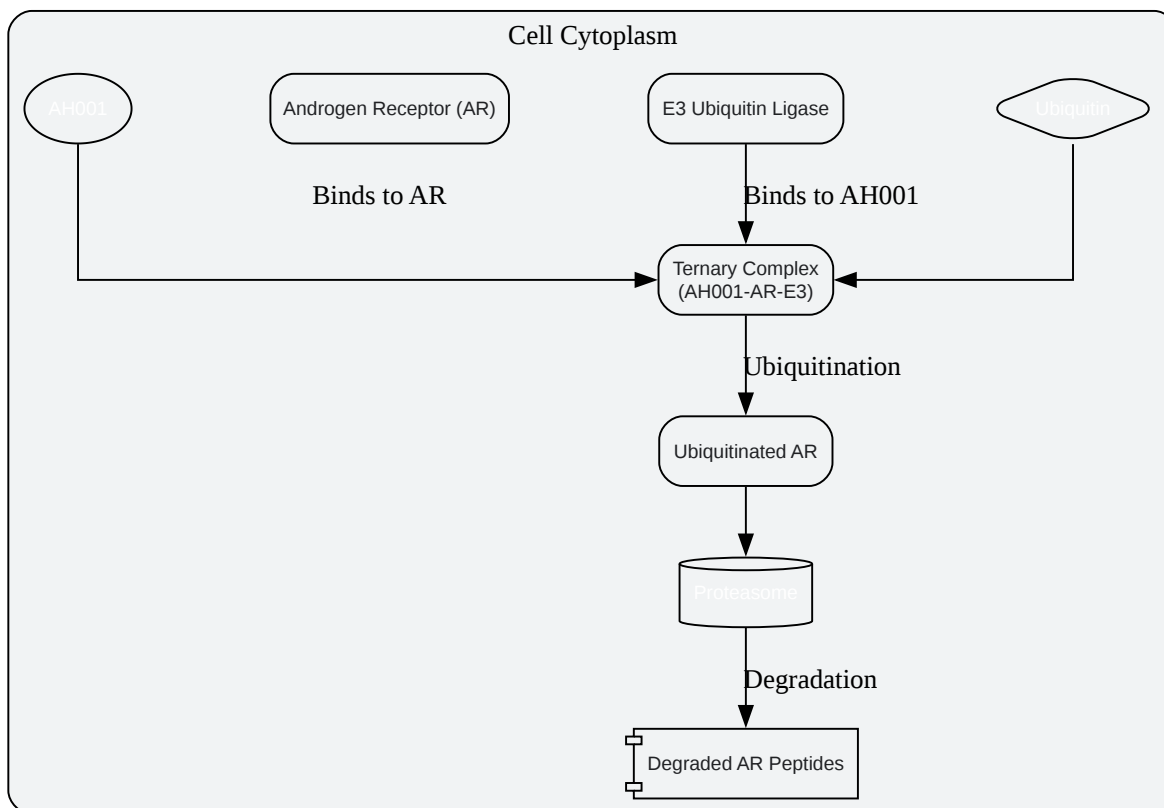 Cell Cytoplasm
AH001
Androgen Receptor (AR)
E3 Ubiquitin Ligase
Ubiquitin
Binds to AR
Binds to AH001
Ternary Complex
(AH001-AR-E3)
Ubiquitination
Ubiquitinated AR
Proteasome
Degradation
Degraded AR Peptides